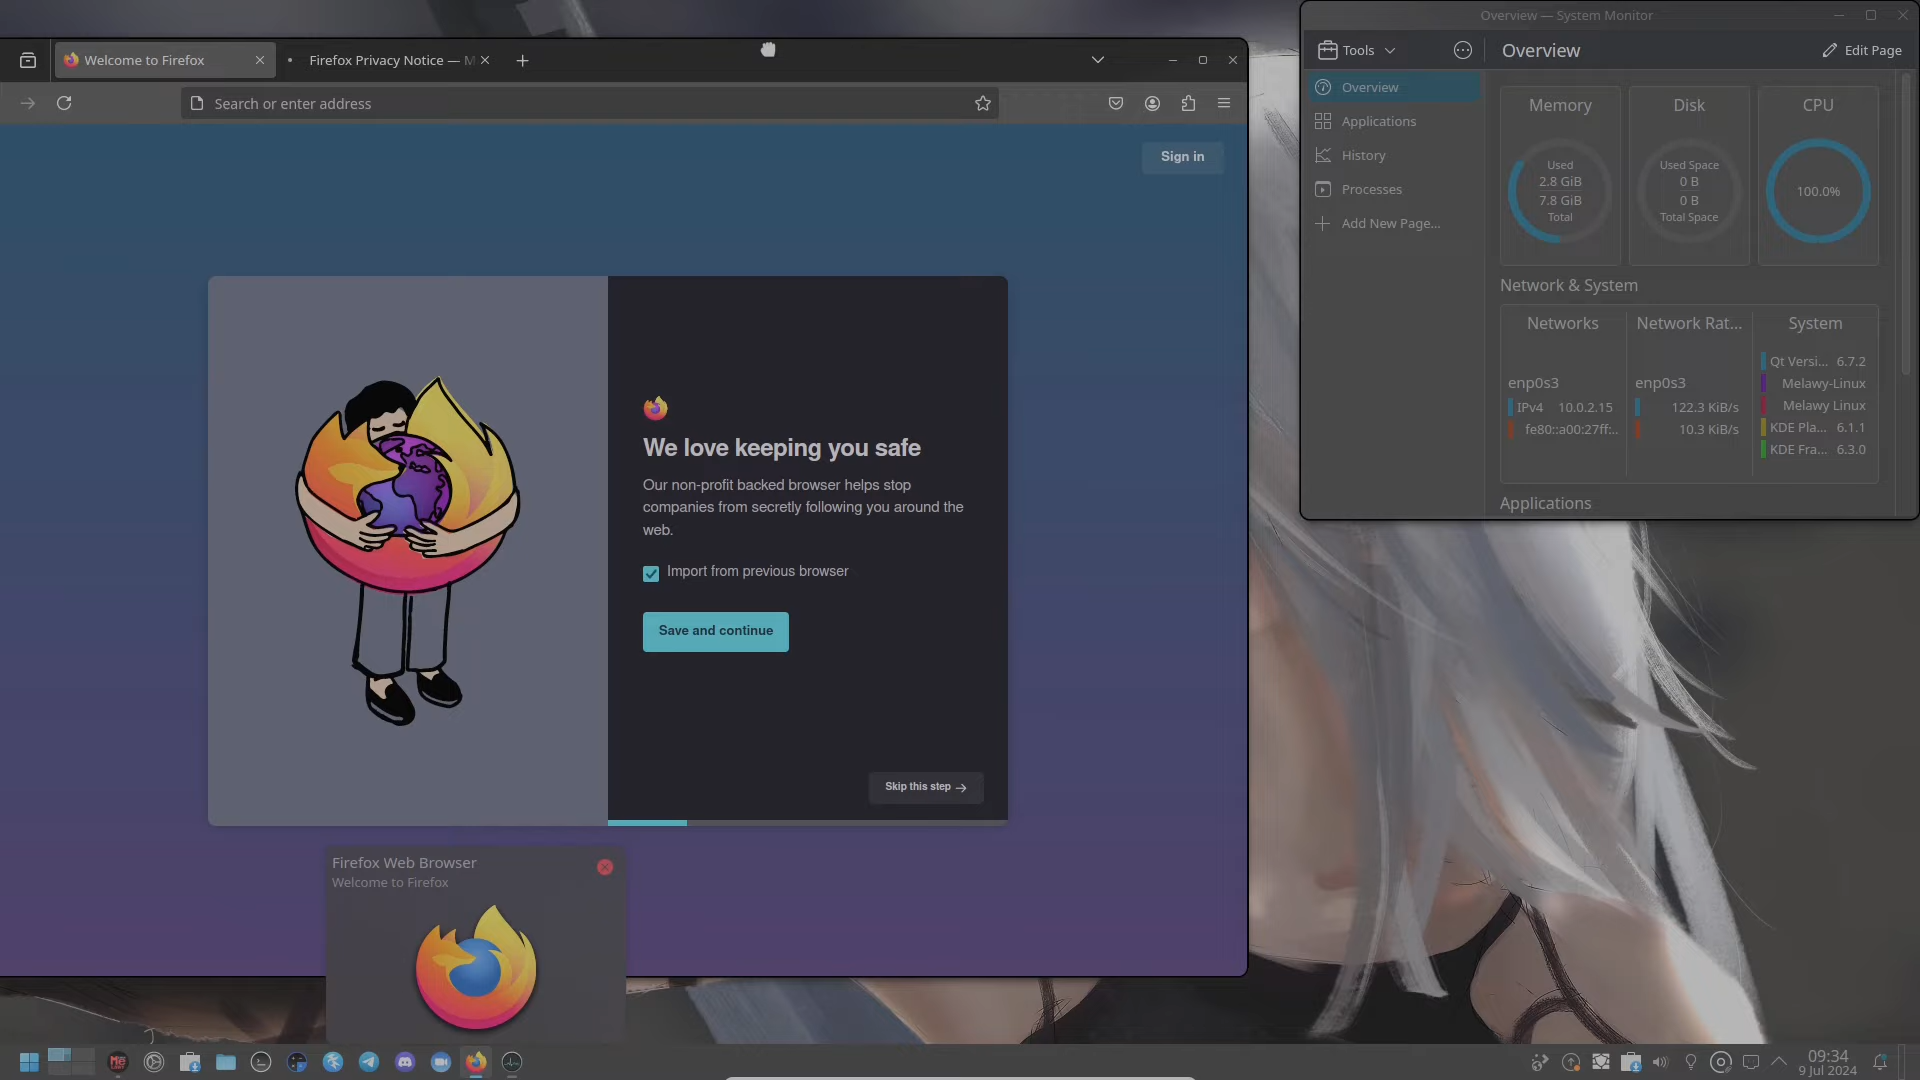 Overview — System Monitor
Welcome to Firefox
Firefox Privacy Notice — M
Tools
Overview
Edit Page
Search or enter address
Overview
Applications
History
Processes
Add New Page...
Memory
Used
2.8 GiB
7.8 GiB
Total
Disk
Used Space
0 B
0 B
Total Space
CPU
100.0%
Sign in
Network & System
Networks
enp0s3
IPv4 10.0.2.15
fe80::a00:27ff:..
Network Rat...
enp0s3
122.3 KiB/s
10.3 KiB/s
System
Qt Versi... 6.7.2
Melawy-Linux
Melawy Linux
KDE Pla... 6.1.1
KDE Fra... 6.3.0
Applications
We love keeping you safe
Our non-profit backed browser helps stop
companies from secretly following you around the
web.
Import from previous browser
Save and continue
Skip this step
Firefox Web Browser
Welcome to Firefox
09:34
9 Jul 2024